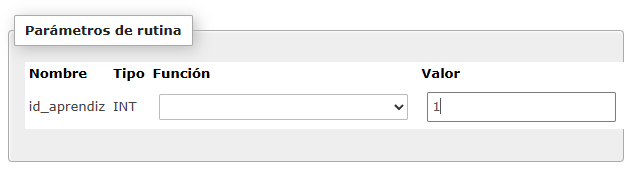 Parámetros de rutina
Nombre Tipo Función Valor
id_aprendiz INT 1